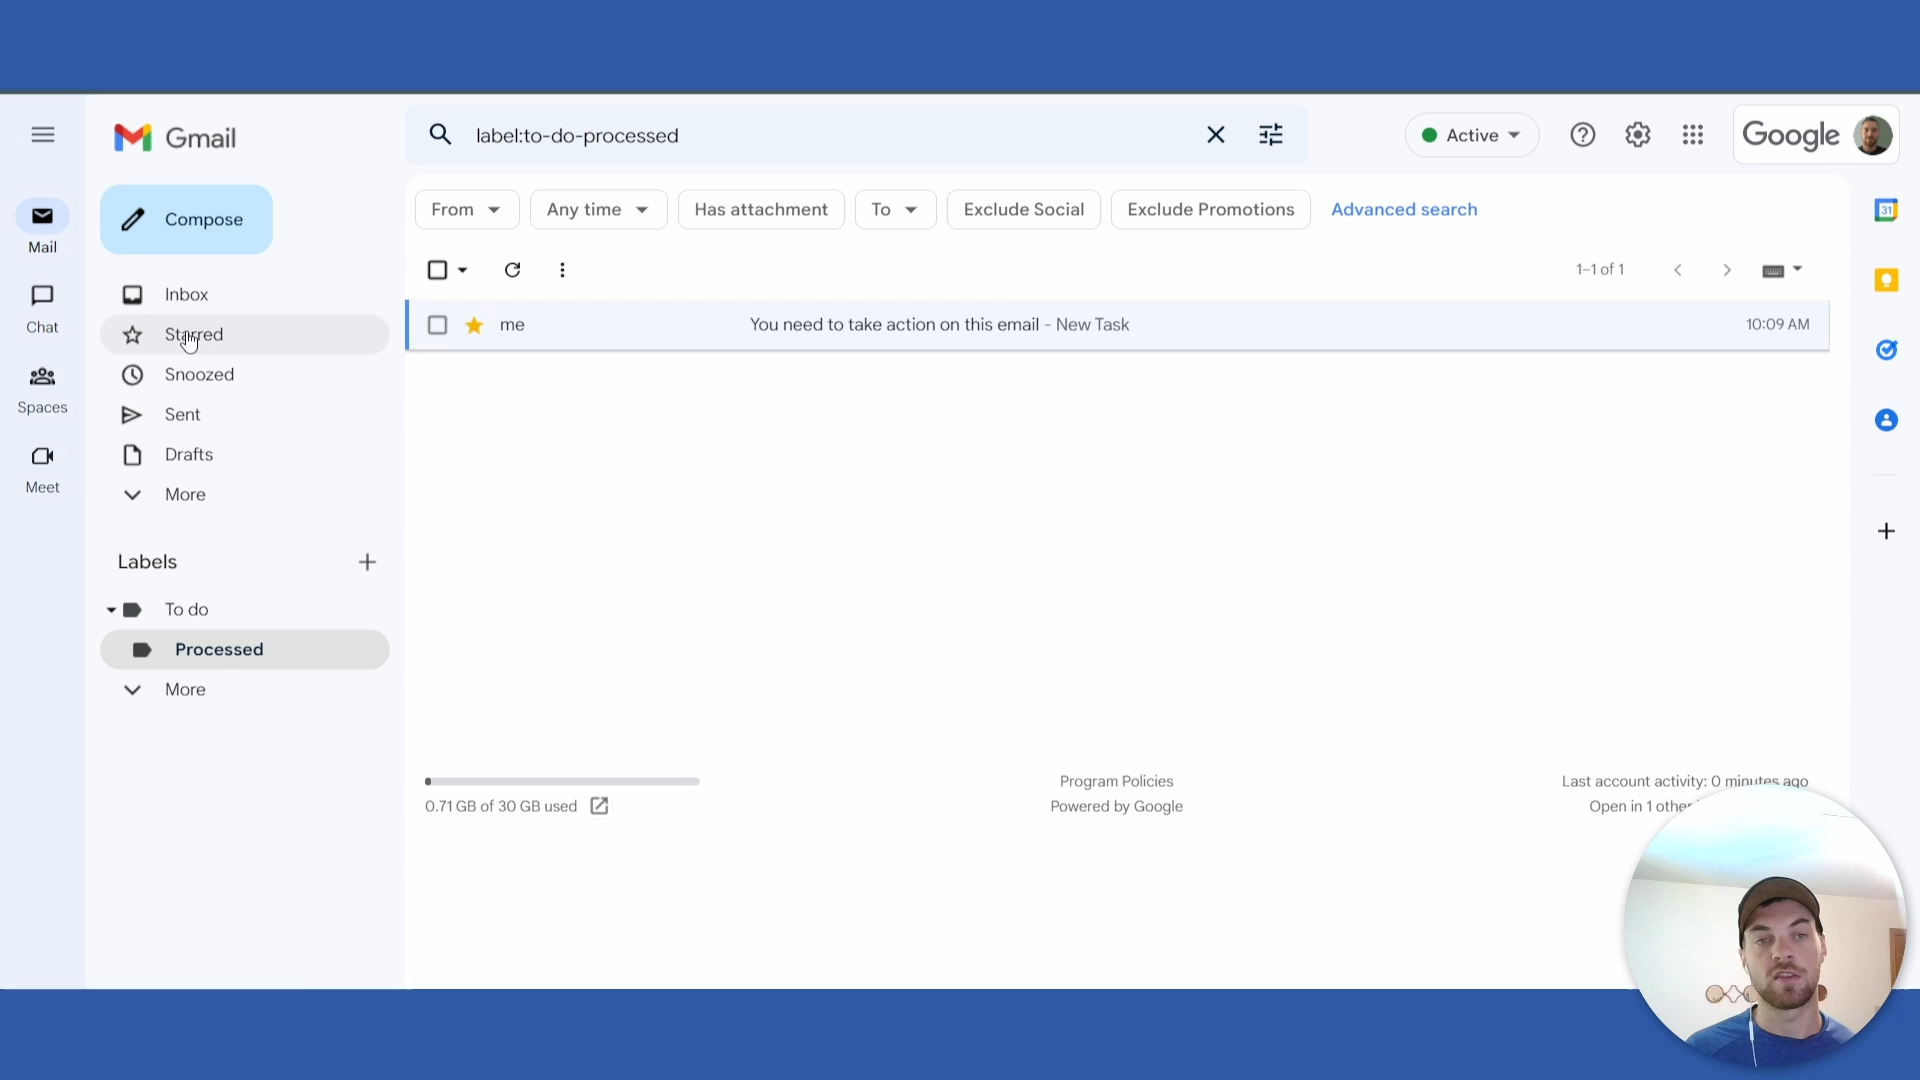 Gmail
label:to-do-processed
Active
Google
Mail
Chat
Spaces
Meet
Compose
Inbox
Starred
Snoozed
Sent
Drafts
More
Labels
To do
Processed
More
From
Any time
Has attachment
To
Exclude Social
Exclude Promotions
Advanced search
1–1 of 1
me
You need to take action on this email - New Task
10:09 AM
0.71 GB of 30 GB used
Program Policies
Powered by Google
Last account activity: 0 minutes ago
Open in 1 other
31